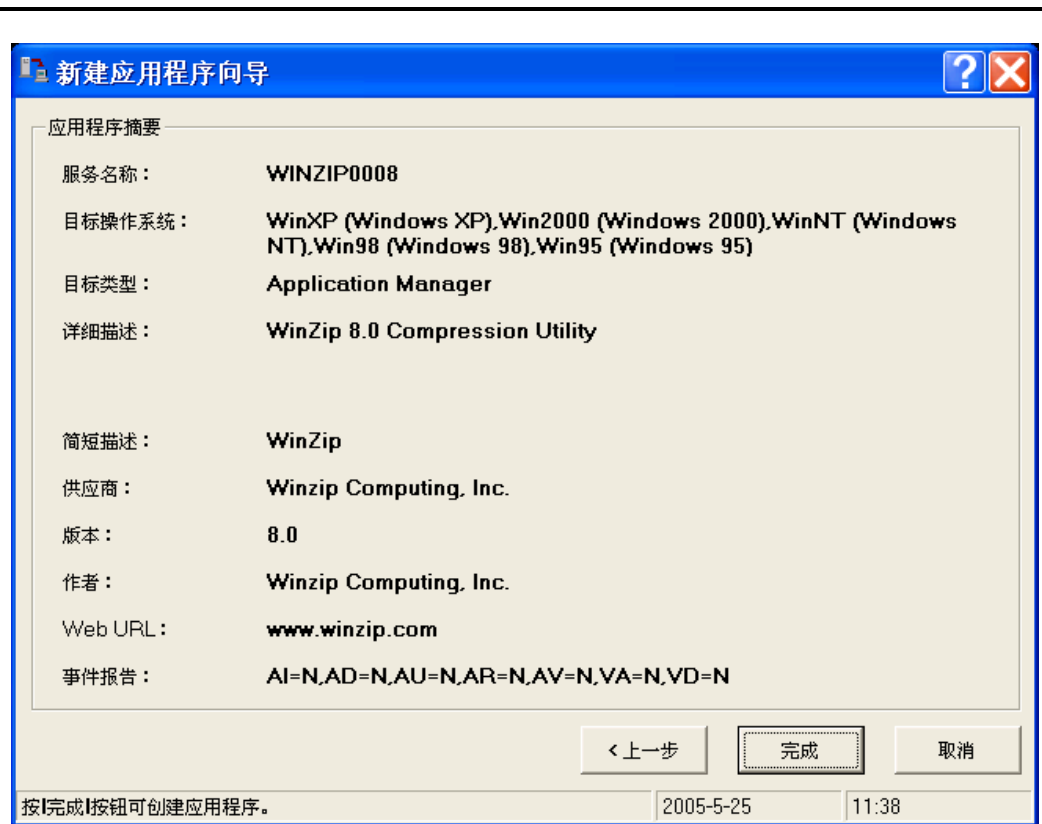 新建应用程序向导
应用程序摘要
服务名称： WINZIP0008
目标操作系统： WinXP (Windows XP),Win2000 (Windows 2000),WinNT (Windows
NT),Win98 (Windows 98),Win95 (Windows 95)
目标类型： Application Manager
详细描述： WinZip 8.0 Compression Utility
简短描述： WinZip
供应商： Winzip Computing, Inc.
版本： 8.0
作者： Winzip Computing, Inc.
Web URL： www.winzip.com
事件报告： AI=N,AD=N,AU=N,AR=N,AV=N,VA=N,VD=N
<上一步 完成 取消
按|完成|按钮可创建应用程序。 2005-5-25 11:38